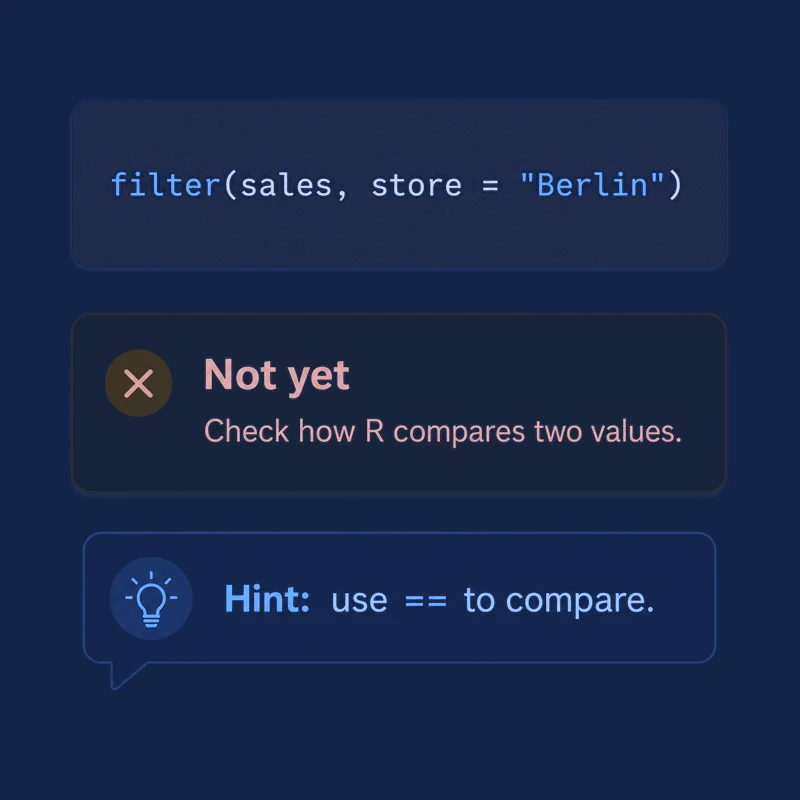 filter(sales, store = "Berlin")
Not yet
Check how R compares two values.
Hint: use == to compare.